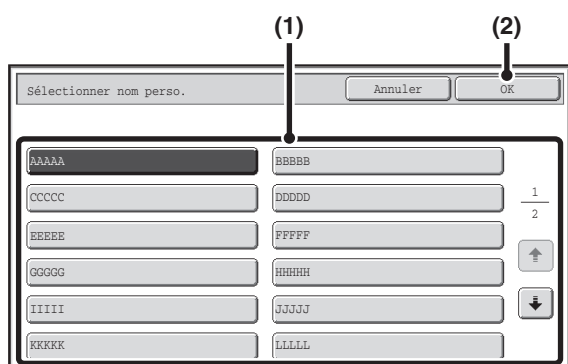 (1) (2)
Sélectionner nom perso. Annuler OK
AAAAA BBBBB
CCCCC DDDDD 1
2
EEEEE FFFFF
GGGGG HHHHH
IIIII JJJJJ
KKKKK LLLLL